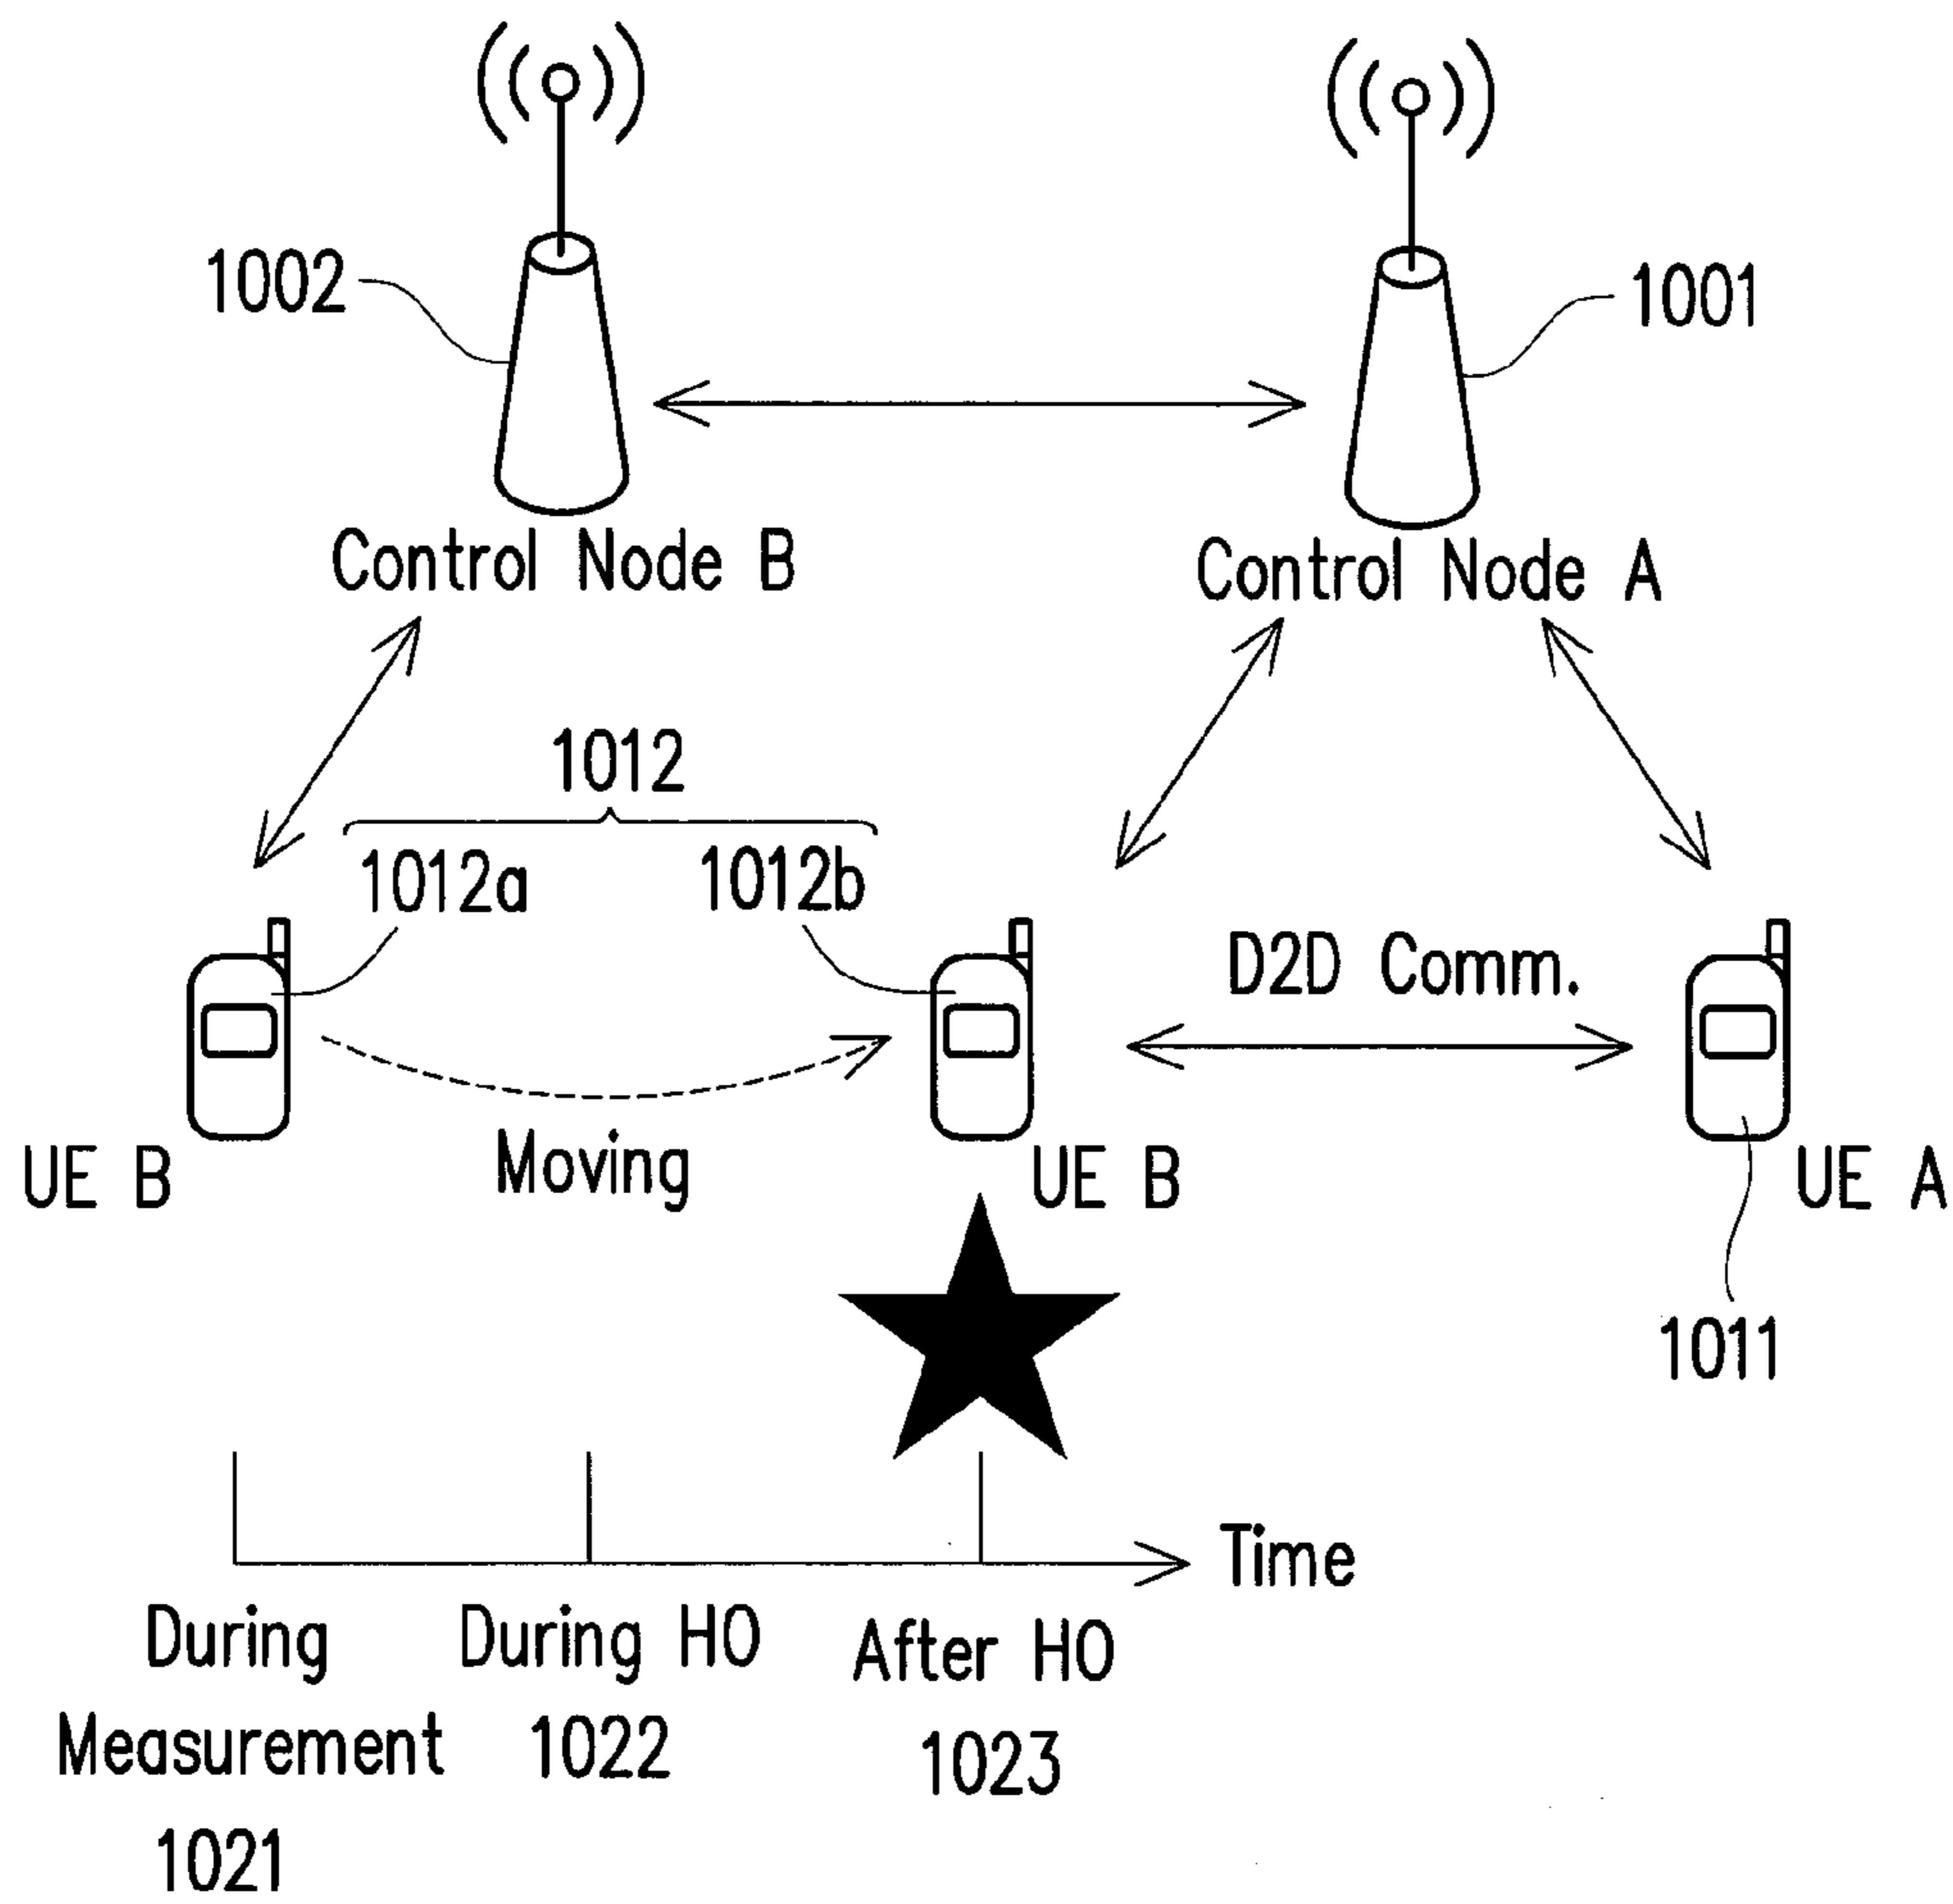 1002
1001
Control Node B
Control Node A
1012
1012a
1012b
D2D Comm.
UE B
Moving
UE B
UE A
1011
Time
During
Measurement
1021
During HO
1022
After HO
1023